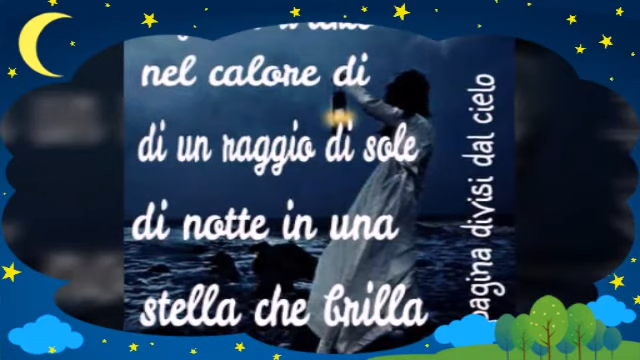 nel calore di
di un raggio di sole
di notte in una
stella che brilla
pagina divisi dal cielo